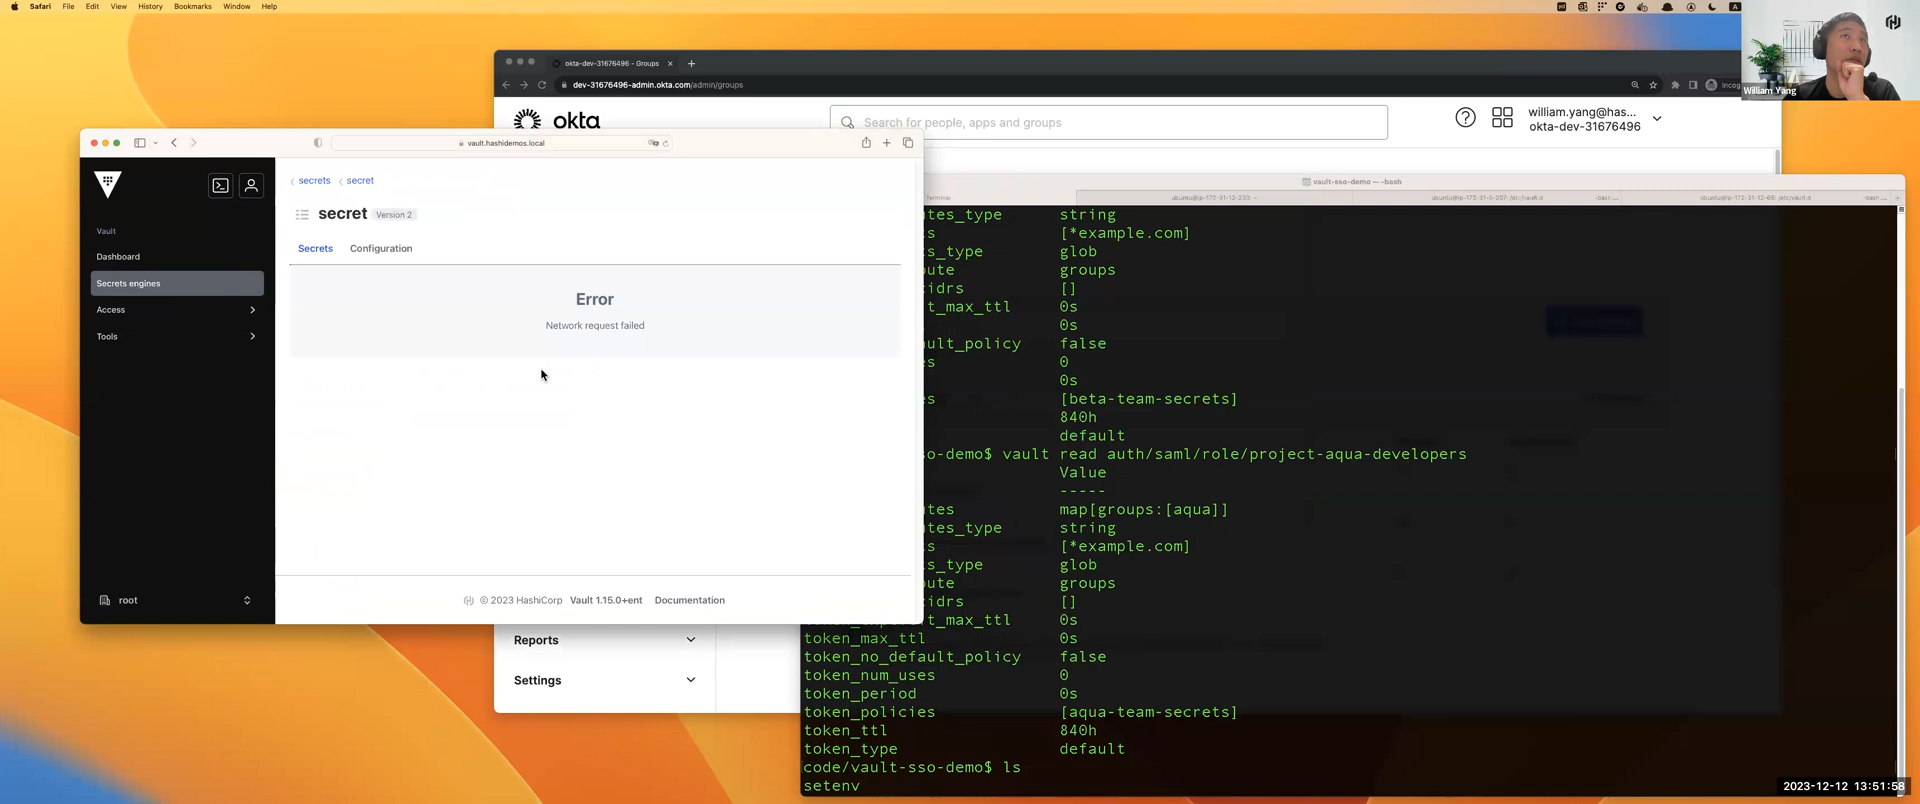 Safari File Edit View History Bookmarks Window Help
okta-dev-31676496 - Groups
dev-31676496-admin.okta.com/admin/groups
William Yang
okta
Search for people, apps and groups
william.yang@has...
okta-dev-31676496
vault.hashidemos.local
secrets secret
secret Version 2
Secrets Configuration
Error
Network request failed
Vault
Dashboard
Secrets engines
Access
Tools
root
© 2023 HashiCorp Vault 1.15.0+ent Documentation
Reports
Settings
vault-sso-demo — -bash
Terminal
tes_type string
s [*example.com]
s_type glob
ute groups
idrs []
t_max_ttl 0s
0s
ult_policy false
s 0
0s
s [beta-team-secrets]
840h
default
so-demo$ vault read auth/saml/role/project-aqua-developers
Value
-----
utes map[groups:[aqua]]
tes_type string
s [*example.com]
s_type glob
ute groups
cidrs []
token_explicit_max_ttl 0s
token_max_ttl 0s
token_no_default_policy false
token_num_uses 0
token_period 0s
token_policies [aqua-team-secrets]
token_ttl 840h
token_type default
code/vault-sso-demo$ ls
setenv
2023-12-12 13:51:58